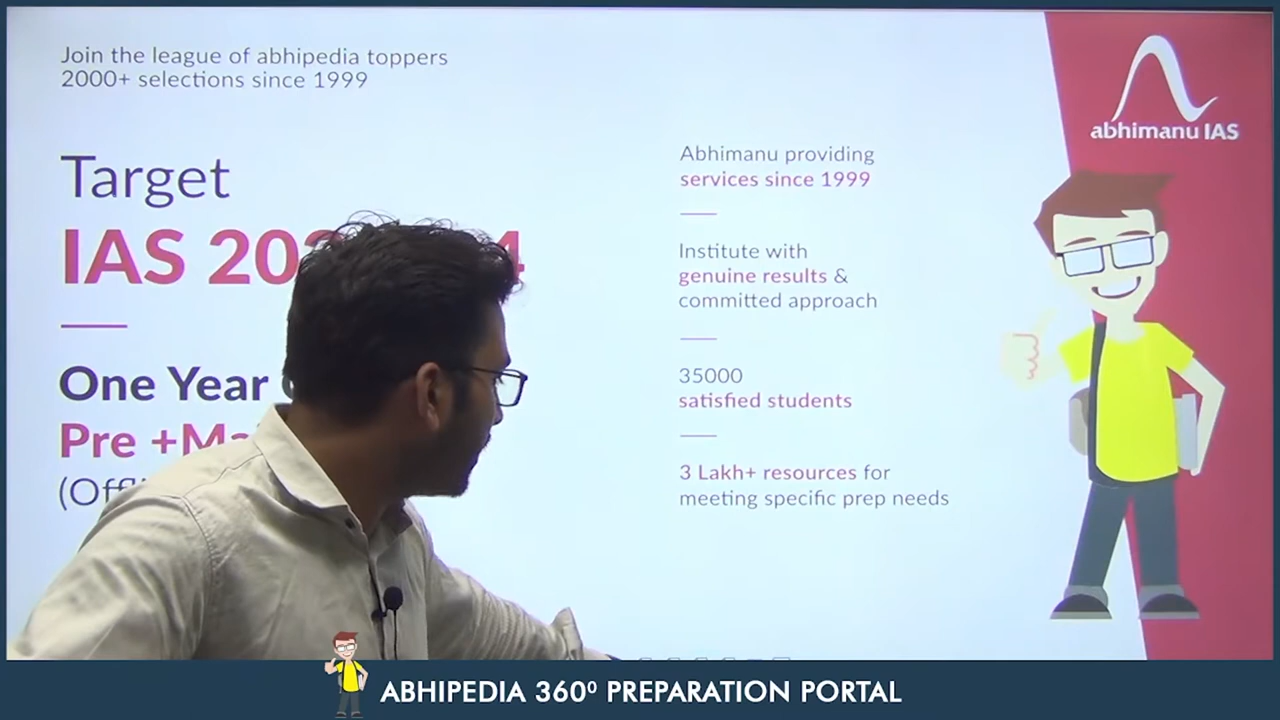 Join the league of abhipedia toppers
2000+ selections since 1999
Target
IAS 20
4
One Year
Pre +Ma
(Off
Abhimanu providing
services since 1999
Institute with
genuine results &
committed approach
35000
satisfied students
3 Lakh+ resources for
meeting specific prep needs
abhimanu IAS
ABHIPEDIA 360⁰ PREPARATION PORTAL